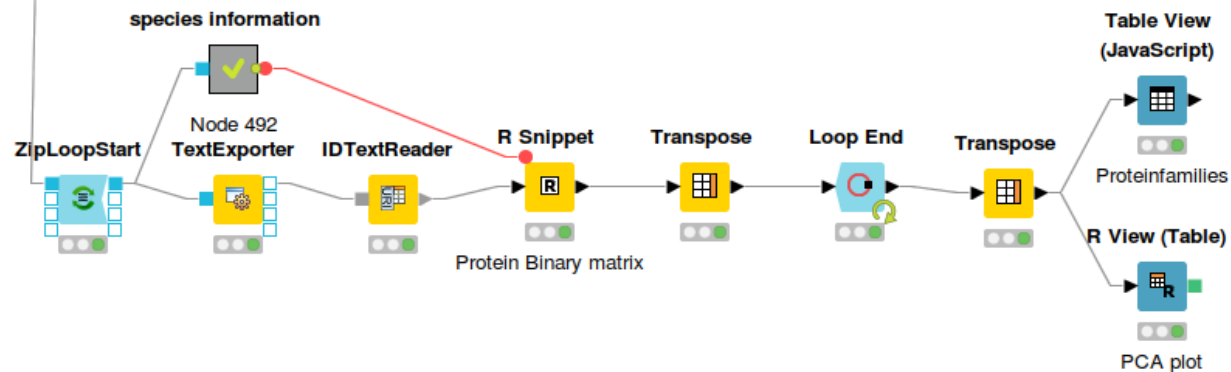 species information
Node 492
ZipLoopStart
TextExporter
IDTextReader
URI
R Snippet
R
Protein Binary matrix
Transpose
Loop End
Transpose
Table View
(JavaScript)
Proteinfamilies
R View (Table)
R
PCA plot